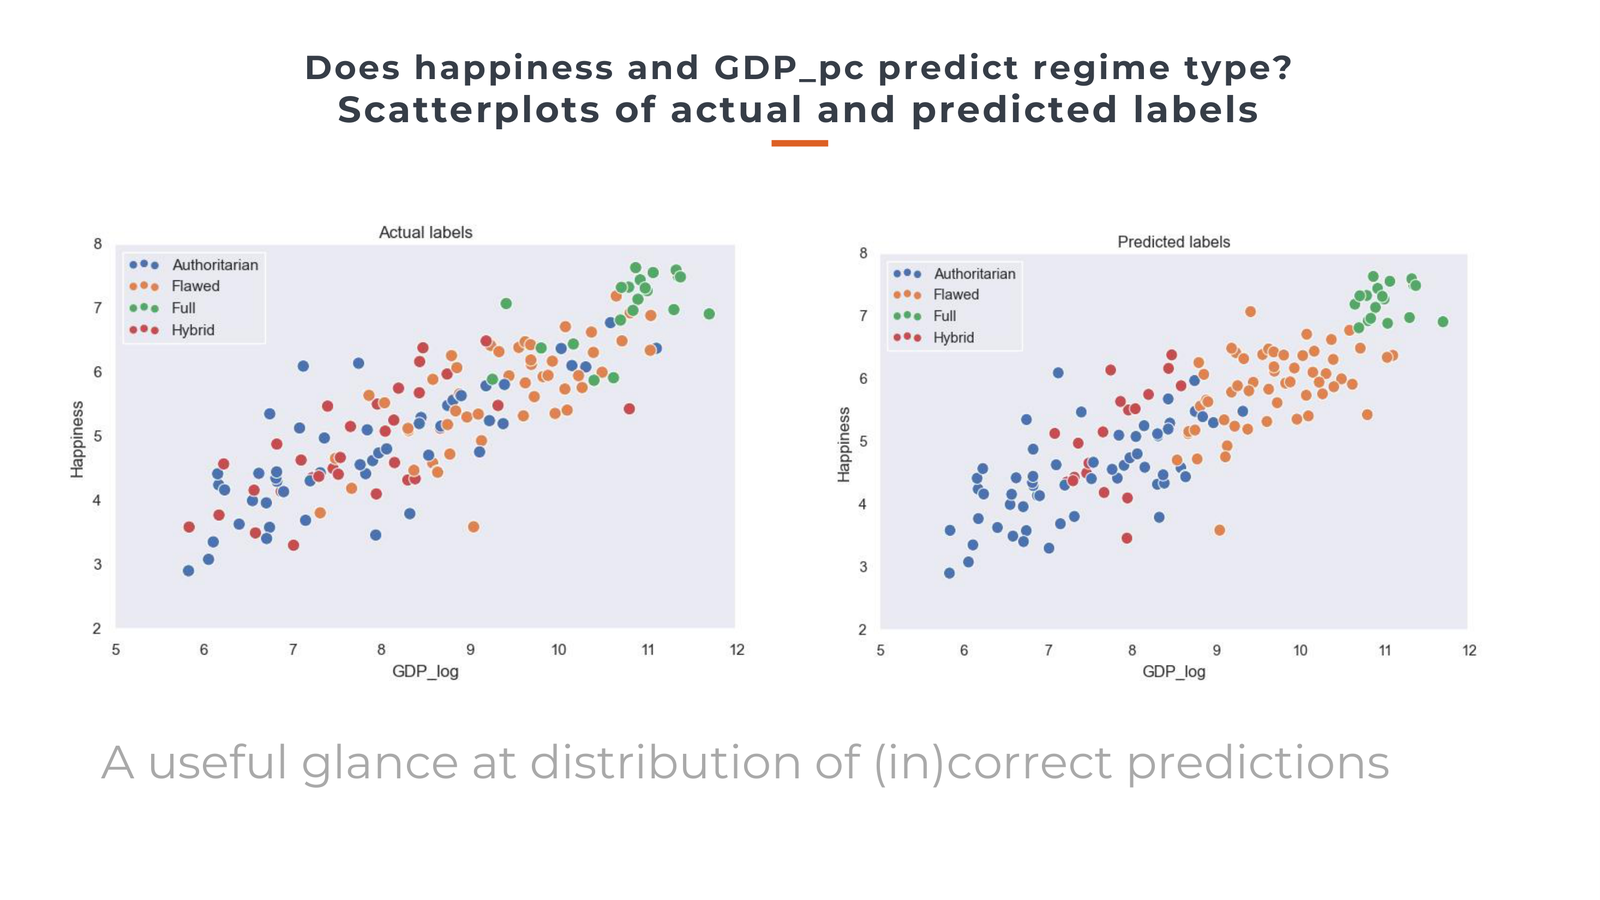 Does happiness and GDP_pc predict regime type?
Scatterplots of actual and predicted labels
Actual labels
8
7
6
5
4
3
2
Happiness
Authoritarian
Flawed
Full
Hybrid
5 6 7 8 9 10 11 12
GDP_log
Predicted labels
8
7
6
5
4
3
2
Happiness
Authoritarian
Flawed
Full
Hybrid
5 6 7 8 9 10 11 12
GDP_log
A useful glance at distribution of (in)correct predictions